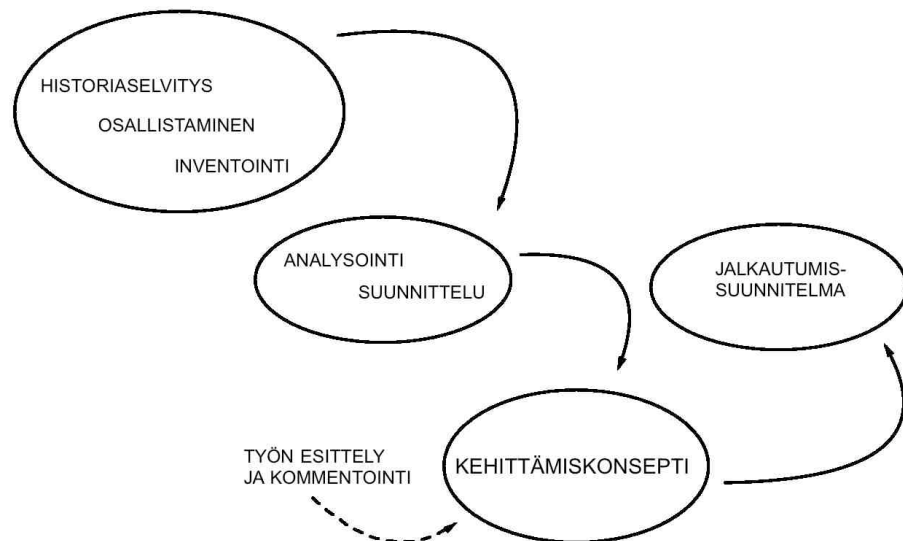 HISTORIASELVITYS
OSALLISTAMINEN
INVENTOINTI
ANALYSOINTI
SUUNNITTELU
JALKAUTUMIS-
SUUNNITELMA
TYÖN ESITTELY
JA KOMMENTOINTI
KEHITTÄMISKONSEPTI